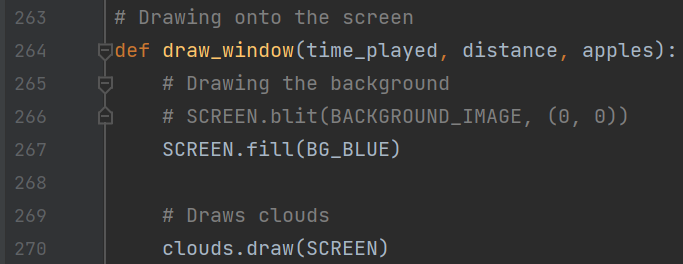 263 # Drawing onto the screen
264 def draw_window(time_played, distance, apples):
265     # Drawing the background
266     # SCREEN.blit(BACKGROUND_IMAGE, (0, 0))
267     SCREEN.fill(BG_BLUE)
268
269     # Draws clouds
270     clouds.draw(SCREEN)